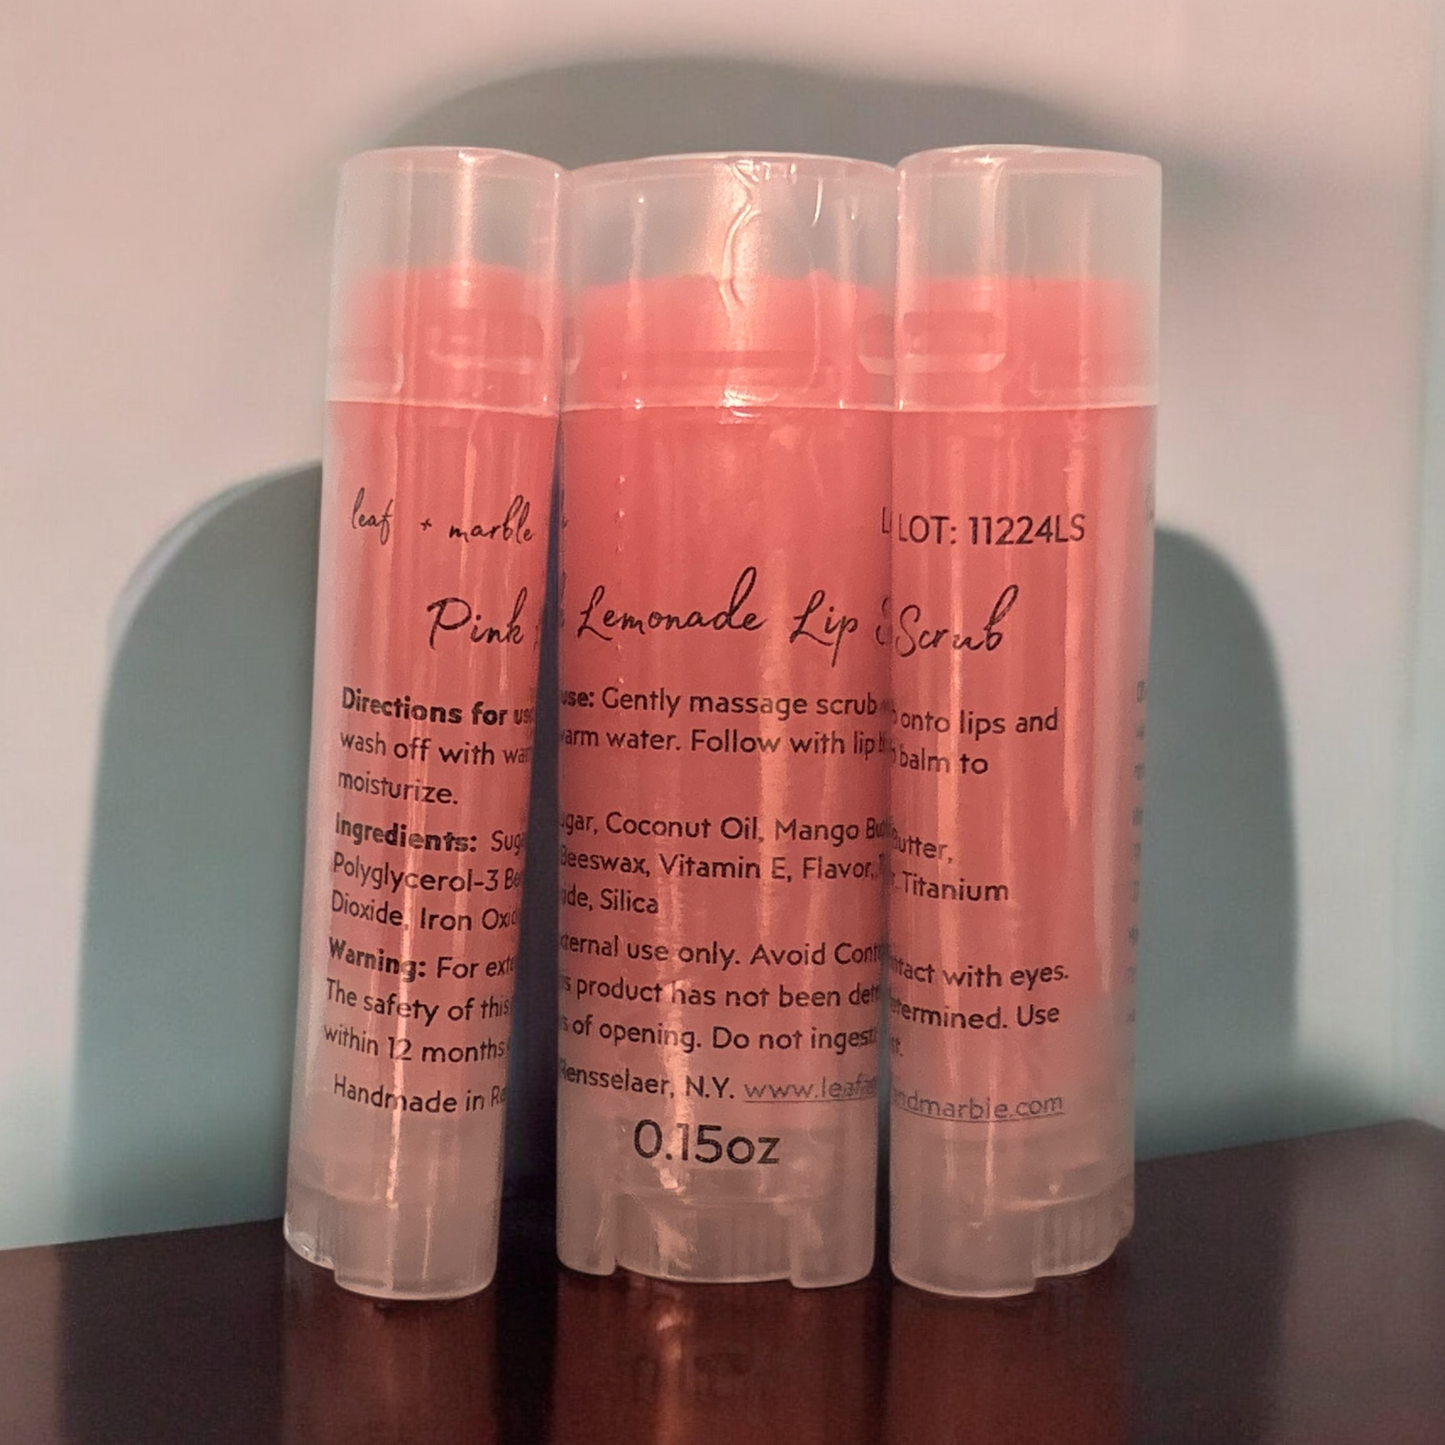 leaf + marble LOT: 11224LS
Pink Lemonade Lip Scrub
Directions for use: Gently massage scrub onto lips and
wash off with warm water. Follow with lip balm to
moisturize.
Ingredients: Sugar, Coconut Oil, Mango Butter,
Polyglycerol-3 Beeswax, Vitamin E, Flavor, Titanium
Dioxide, Iron Oxide, Silica
Warning: For external use only. Avoid Contact with eyes.
The safety of this product has not been determined. Use
within 12 months of opening. Do not ingest.
Handmade in Rensselaer, N.Y. www.leafandmarble.com
0.15oz